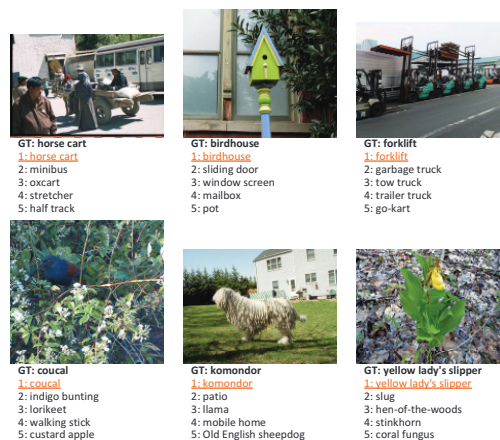 GT: horse cart
1: horse cart
2: minibus
3: oxcart
4: stretcher
5: half track
GT: birdhouse
1: birdhouse
2: sliding door
3: window screen
4: mailbox
5: pot
GT: forklift
1: forklift
2: garbage truck
3: tow truck
4: trailer truck
5: go-kart
GT: coucal
1: coucal
2: indigo bunting
3: lorikeet
4: walking stick
5: custard apple
GT: komondor
1: komondor
2: patio
3: llama
4: mobile home
5: Old English sheepdog
GT: yellow lady's slipper
1: yellow lady's slipper
2: slug
3: hen-of-the-woods
4: stinkhorn
5: coral fungus